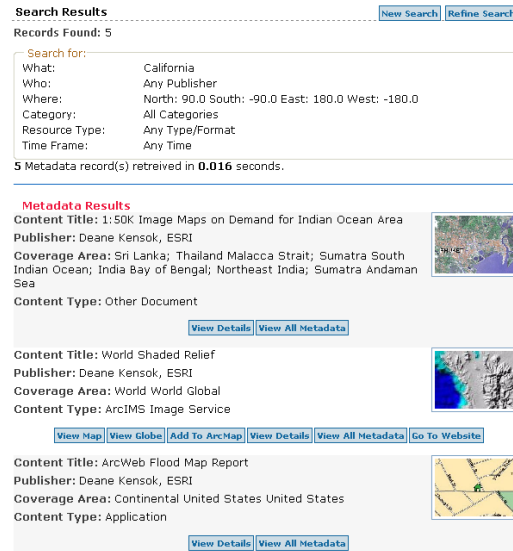 Search Results
New Search Refine Search
Records Found: 5
Search for:
What: California
Who: Any Publisher
Where: North: 90.0 South: -90.0 East: 180.0 West: -180.0
Category: All Categories
Resource Type: Any Type/Format
Time Frame: Any Time
5 Metadata record(s) retreived in 0.016 seconds.
Metadata Results
Content Title: 1:50K Image Maps on Demand for Indian Ocean Area
Publisher: Deane Kensok, ESRI
Coverage Area: Sri Lanka; Thailand Malacca Strait; Sumatra South
Indian Ocean; India Bay of Bengal; Northeast India; Sumatra Andaman
Sea
Content Type: Other Document
View Details View All Metadata
Content Title: World Shaded Relief
Publisher: Deane Kensok, ESRI
Coverage Area: World World Global
Content Type: ArcIMS Image Service
View Map View Globe Add To ArcMap View Details View All Metadata Go To Website
Content Title: ArcWeb Flood Map Report
Publisher: Deane Kensok, ESRI
Coverage Area: Continental United States United States
Content Type: Application
View Details View All Metadata